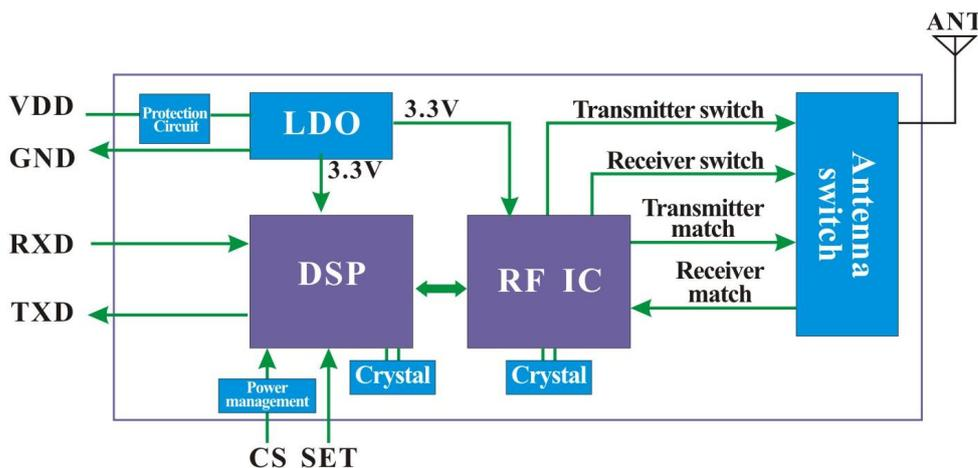 ANT
VDD
Protection
Circuit
LDO
3.3V
Transmitter switch
GND
3.3V
Receiver switch
Antenna
switch
Transmitter
match
RXD
DSP
RF IC
Receiver
match
TXD
Crystal
Crystal
Power
management
CS SET